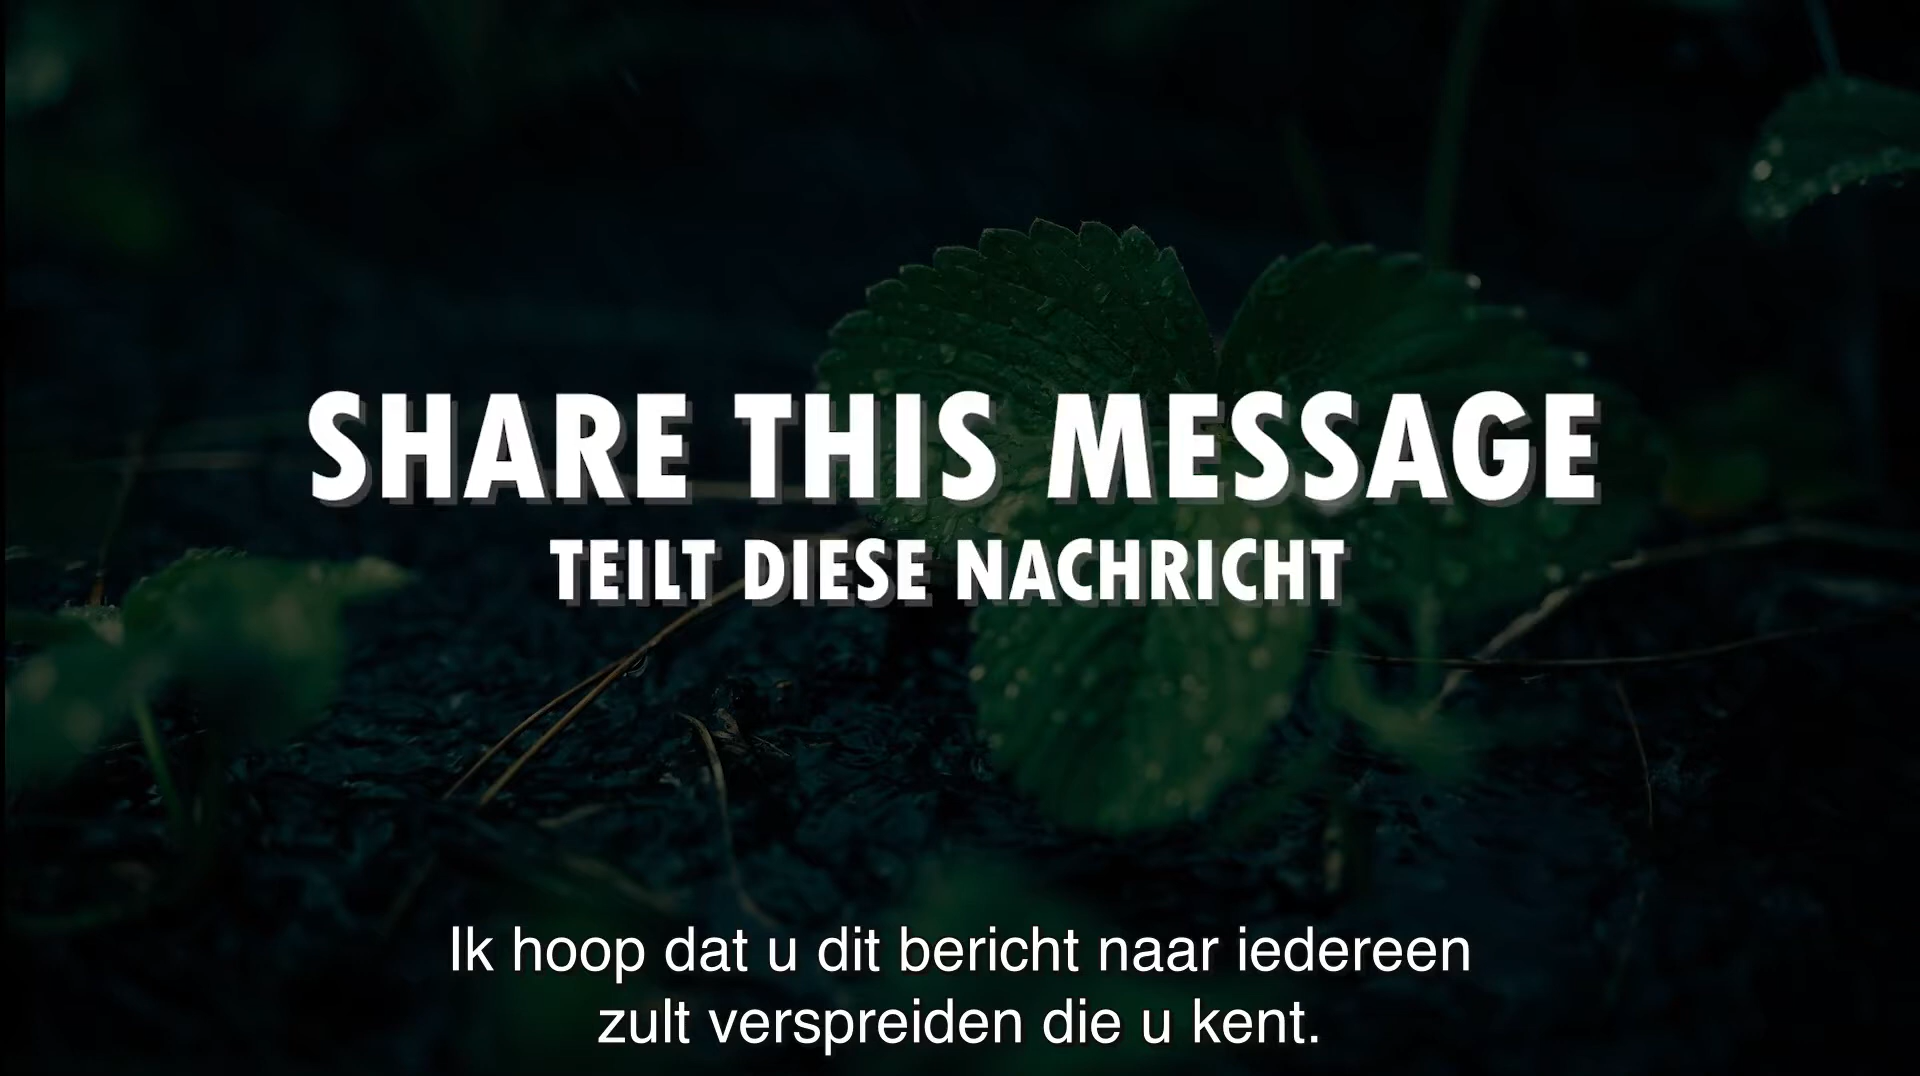 SHARE THIS MESSAGE
TEILT DIESE NACHRICHT
Ik hoop dat u dit bericht naar iedereen
zult verspreiden die u kent.